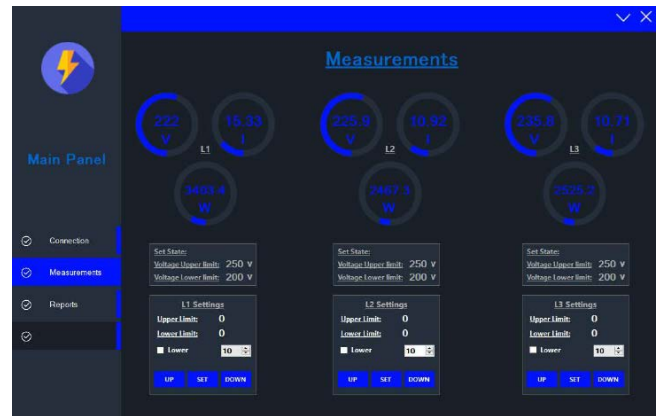 Measurements
222
V
15.33
I
L1
3403.4
W
225.9
V
10.92
I
L2
2467.3
W
235.8
V
10.71
I
L3
2525.2
W
Main Panel
Connection
Measurements
Reports
Set State:
Voltage Upper limit: 250 V
Voltage Lower limit: 200 V
Set State:
Voltage Upper limit: 250 V
Voltage Lower limit: 200 V
Set State:
Voltage Upper limit: 250 V
Voltage Lower limit: 200 V
L1 Settings
Upper Limit: 0
Lower Limit: 0
Lower 10
UP SET DOWN
L2 Settings
Upper Limit: 0
Lower Limit: 0
Lower 10
UP SET DOWN
L3 Settings
Upper Limit: 0
Lower Limit: 0
Lower 10
UP SET DOWN